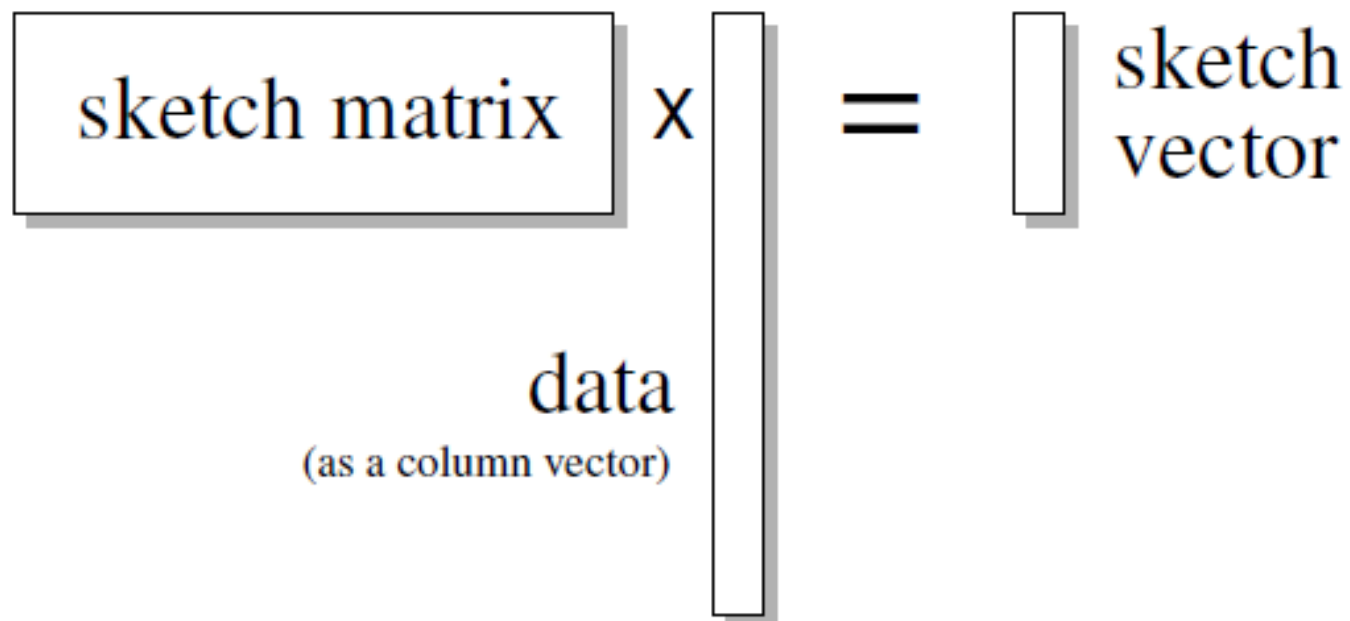 sketch matrix x = sketch
vector
data
(as a column vector)